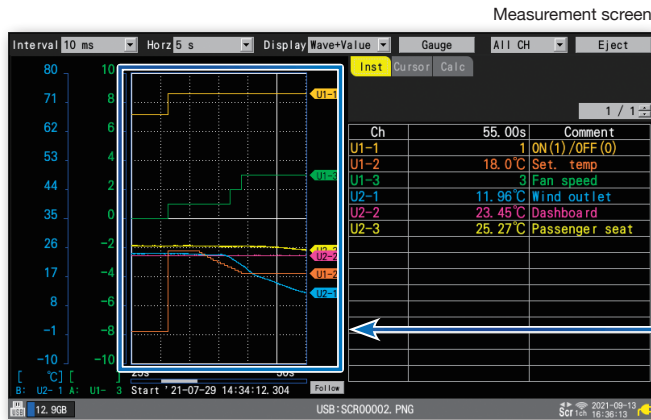 Measurement screen
Interval 10 ms Horz 5 s Display Wave+Value Gauge All CH Eject
Inst Cursor Calc
1 / 1
80 10
71 8
62 6
53 4
44 2
35 0
26 -2
17 -4
8 -6
-1 -8
-10 -10
U1-1
U1-3
U2-2
U1-2
U2-1
Ch 55.00s Comment
U1-1 1 ON(1)/OFF(0)
U1-2 18.0℃ Set. temp
U1-3 3 Fan speed
U2-1 11.96℃ Wind outlet
U2-2 23.45℃ Dashboard
U2-3 25.27℃ Passenger seat
[ ℃] [ ]
B: U2- 1 A: U1- 3 Start '21-07-29 14:34:12.304 Follow
USB 12.9GB USB:SCR00002.PNG Scr 1ch 2021-09-13 16:36:13